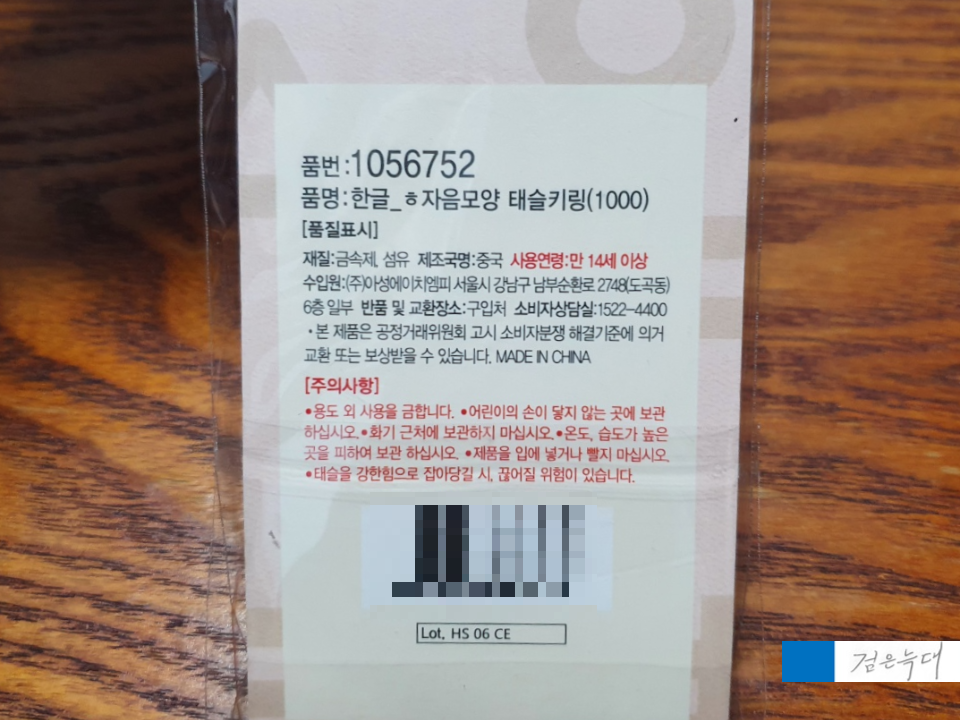 품번:1056752
품명:한글_ㅎ자음모양 태슬키링(1000)
[품질표시]
재질:금속제, 섬유 제조국명:중국 사용연령:만 14세 이상
수입원:(주)아성에이치엠피 서울시 강남구 남부순환로 2748(도곡동)
6층 일부 반품 및 교환장소:구입처 소비자상담실:1522-4400
•본 제품은 공정거래위원회 고시 소비자분쟁 해결기준에 의거
교환 또는 보상받을 수 있습니다. MADE IN CHINA
[주의사항]
•용도 외 사용을 금합니다. •어린이의 손이 닿지 않는 곳에 보관
하십시오.•화기 근처에 보관하지 마십시오.•온도, 습도가 높은
곳을 피하여 보관 하십시오. •제품을 입에 넣거나 빨지 마십시오.
•태슬을 강한힘으로 잡아당길 시, 끊어질 위험이 있습니다.
Lot. HS 06 CE
검은늑대